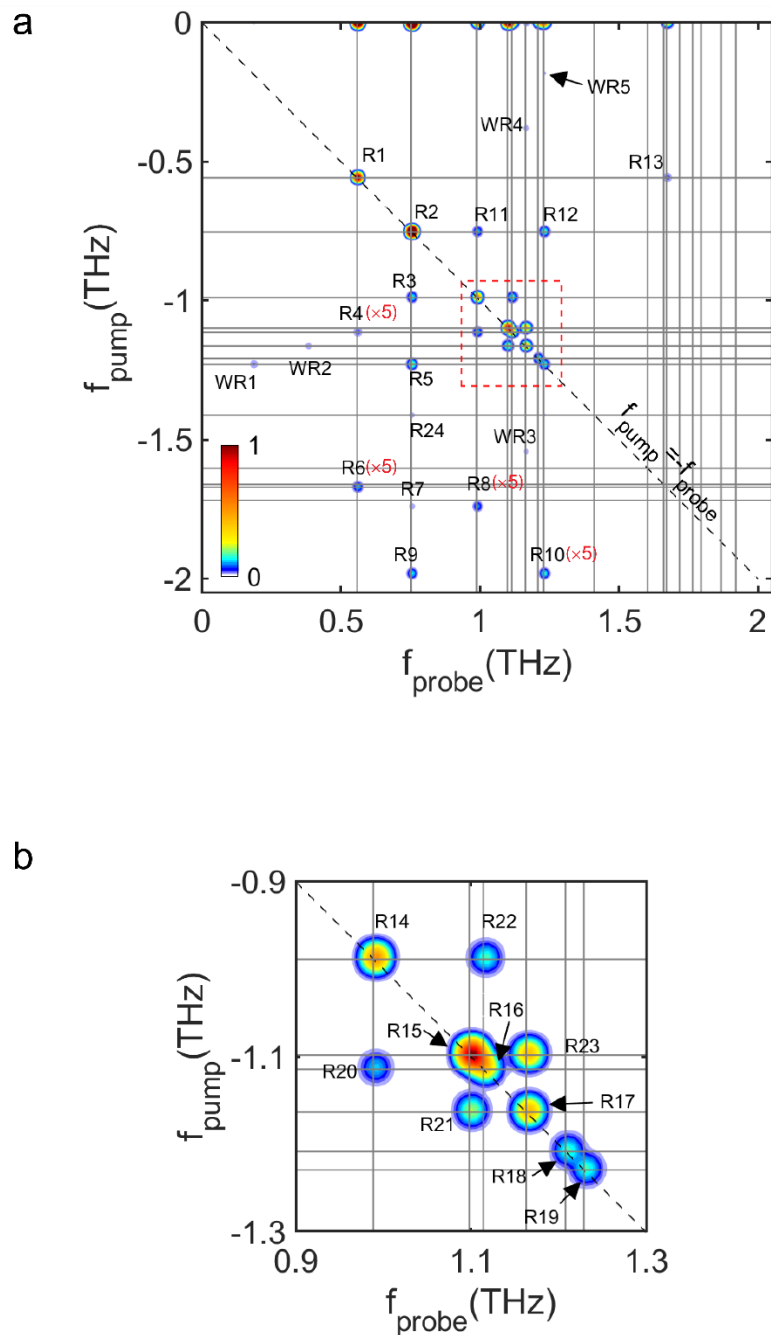 a
0
WR5
WR4
R1
R13
-0.5
R2
R11
R12
R3
-1
R4(×5)
WR2
WR1
R5
R24
WR3
f_pump=-f_probe
-1.5
1
R6(×5)
R7
R8(×5)
0
R9
R10(×5)
-2
0
0.5
1
1.5
2
f_pump(THz)
f_probe(THz)
b
-0.9
R14
R22
R16
R15
-1.1
R23
R20
R17
R21
R18
R19
-1.3
0.9
1.1
1.3
f_pump(THz)
f_probe(THz)